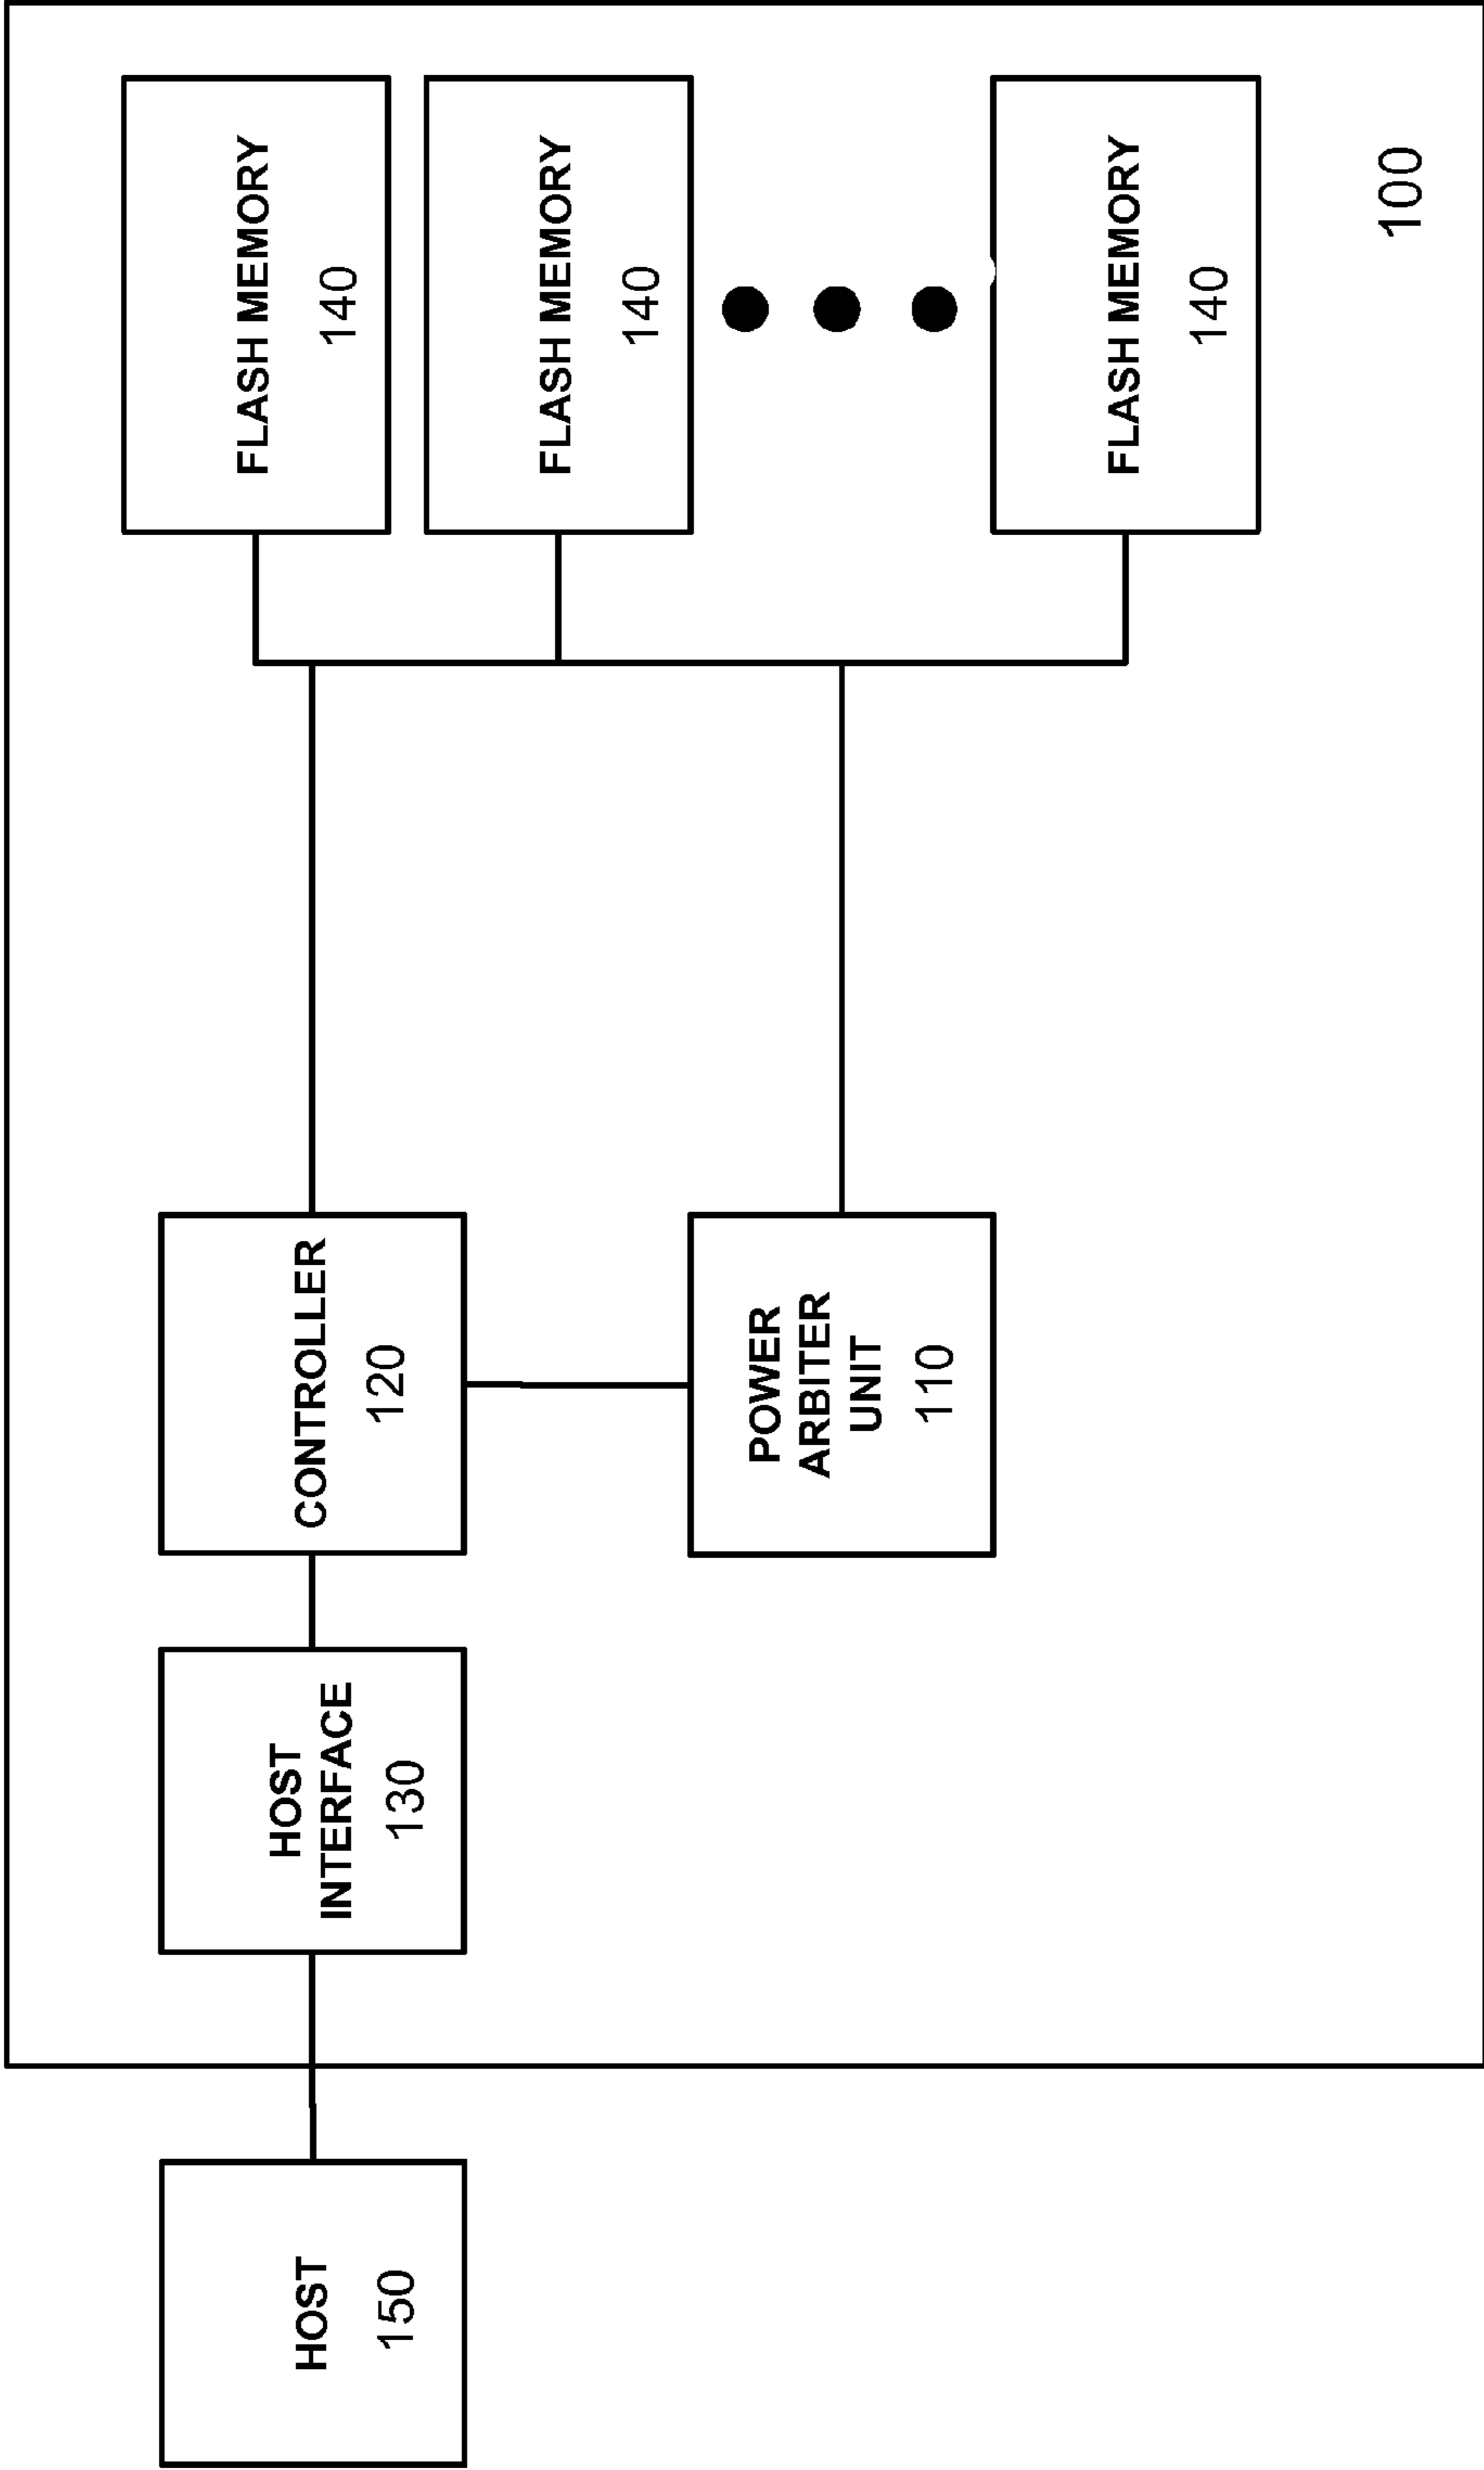 HOST
150
HOST
INTERFACE
130
CONTROLLER
120
POWER
ARBITER
UNIT
110
FLASH MEMORY
140
FLASH MEMORY
140
FLASH MEMORY
140
100